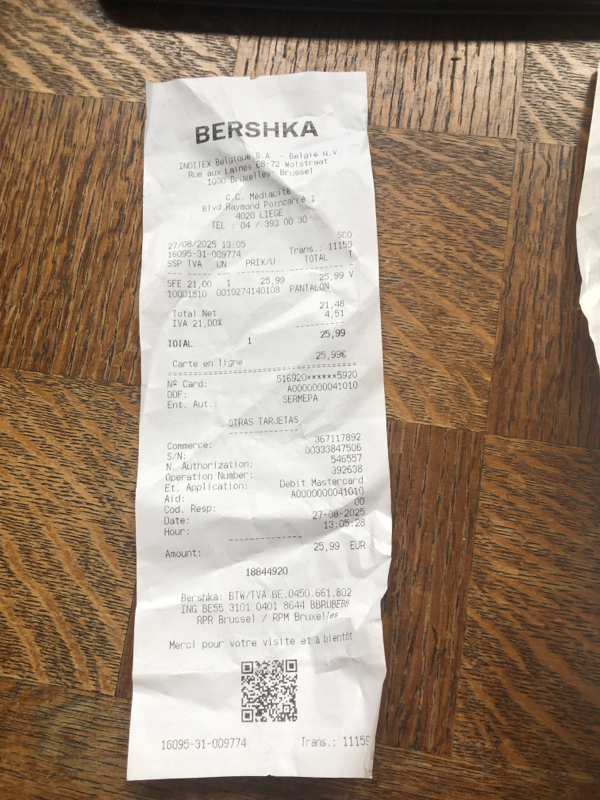 BERSHKA
INDITEX Belgique S.A. - Belgie N.V.
Rue aux Laines 68-72 Wolstraat
1000 Bruxelles- Brussel
C.C. Médiacité
Blvd Raymond Poincarré 1
4020 LIEGE
TEL : 04 / 393 00 30
SCO
27/08/2025 13:05
16095-31-009774 Trans.: 11159
SSP TVA UN PRIX/U TOTAL T
SFE 21,00 1 25,99 25,99 V
10001510 0010274140108 PANTALON
Total Net 21,48
IVA 21,00% 4,51
TOTAL 1 25,99
Carte en ligne 25,99€
Nº Card: 516920******5920
DDF: A0000000041010
Ent. Aut.: SERMEPA
OTRAS TARJETAS
Commerce: 367117892
S/N: 00333847506
N. Authorization: 546557
Operation Number: 392638
Et. Application: Debit Mastercard
Aid: A0000000041010
Cod. Resp: 00
Date: 27-08-2025
Hour: 13:05:28
Amount: 25,99 EUR
18844920
Bershka: BTW/TVA BE.0450.661.802
ING BE55 3101 0401 8644 BBRUBEBB
RPR Brussel / RPM Bruxelles
Merci pour votre visite et à bientôt
16095-31-009774 Trans.: 11159